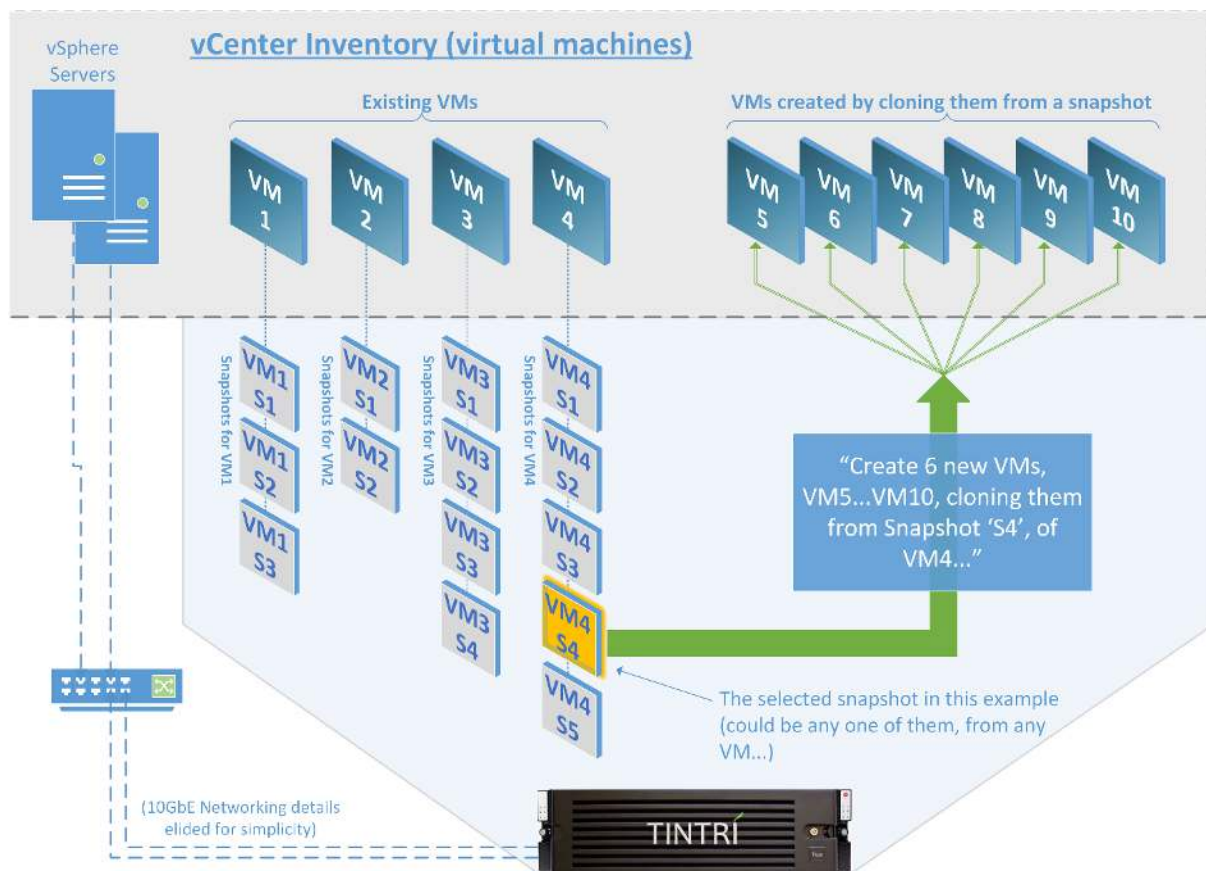 vSphere
Servers
vCenter Inventory (virtual machines)
Existing VMs
VMs created by cloning them from a snapshot
VM
1
VM
2
VM
3
VM
4
VM
5
VM
6
VM
7
VM
8
VM
9
VM
10
Snapshots for VM1
VM1
S1
VM1
S2
VM1
S3
Snapshots for VM2
VM2
S1
VM2
S2
Snapshots for VM3
VM3
S1
VM3
S2
VM3
S3
VM3
S4
Snapshots for VM4
VM4
S1
VM4
S2
VM4
S3
VM4
S4
VM4
S5
“Create 6 new VMs,
VM5...VM10, cloning them
from Snapshot ‘S4’, of
VM4...”
The selected snapshot in this example
(could be any one of them, from any
VM...)
(10GbE Networking details
elided for simplicity)
TINTRÍ